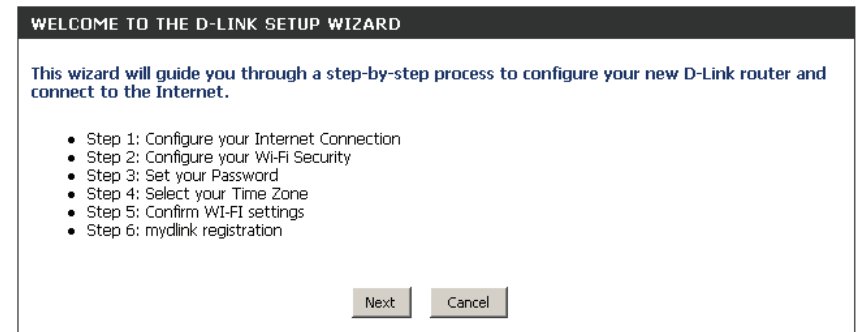 WELCOME TO THE D-LINK SETUP WIZARD
This wizard will guide you through a step-by-step process to configure your new D-Link router and
connect to the Internet.
• Step 1: Configure your Internet Connection
• Step 2: Configure your Wi-Fi Security
• Step 3: Set your Password
• Step 4: Select your Time Zone
• Step 5: Confirm WI-FI settings
• Step 6: mydlink registration
Next Cancel